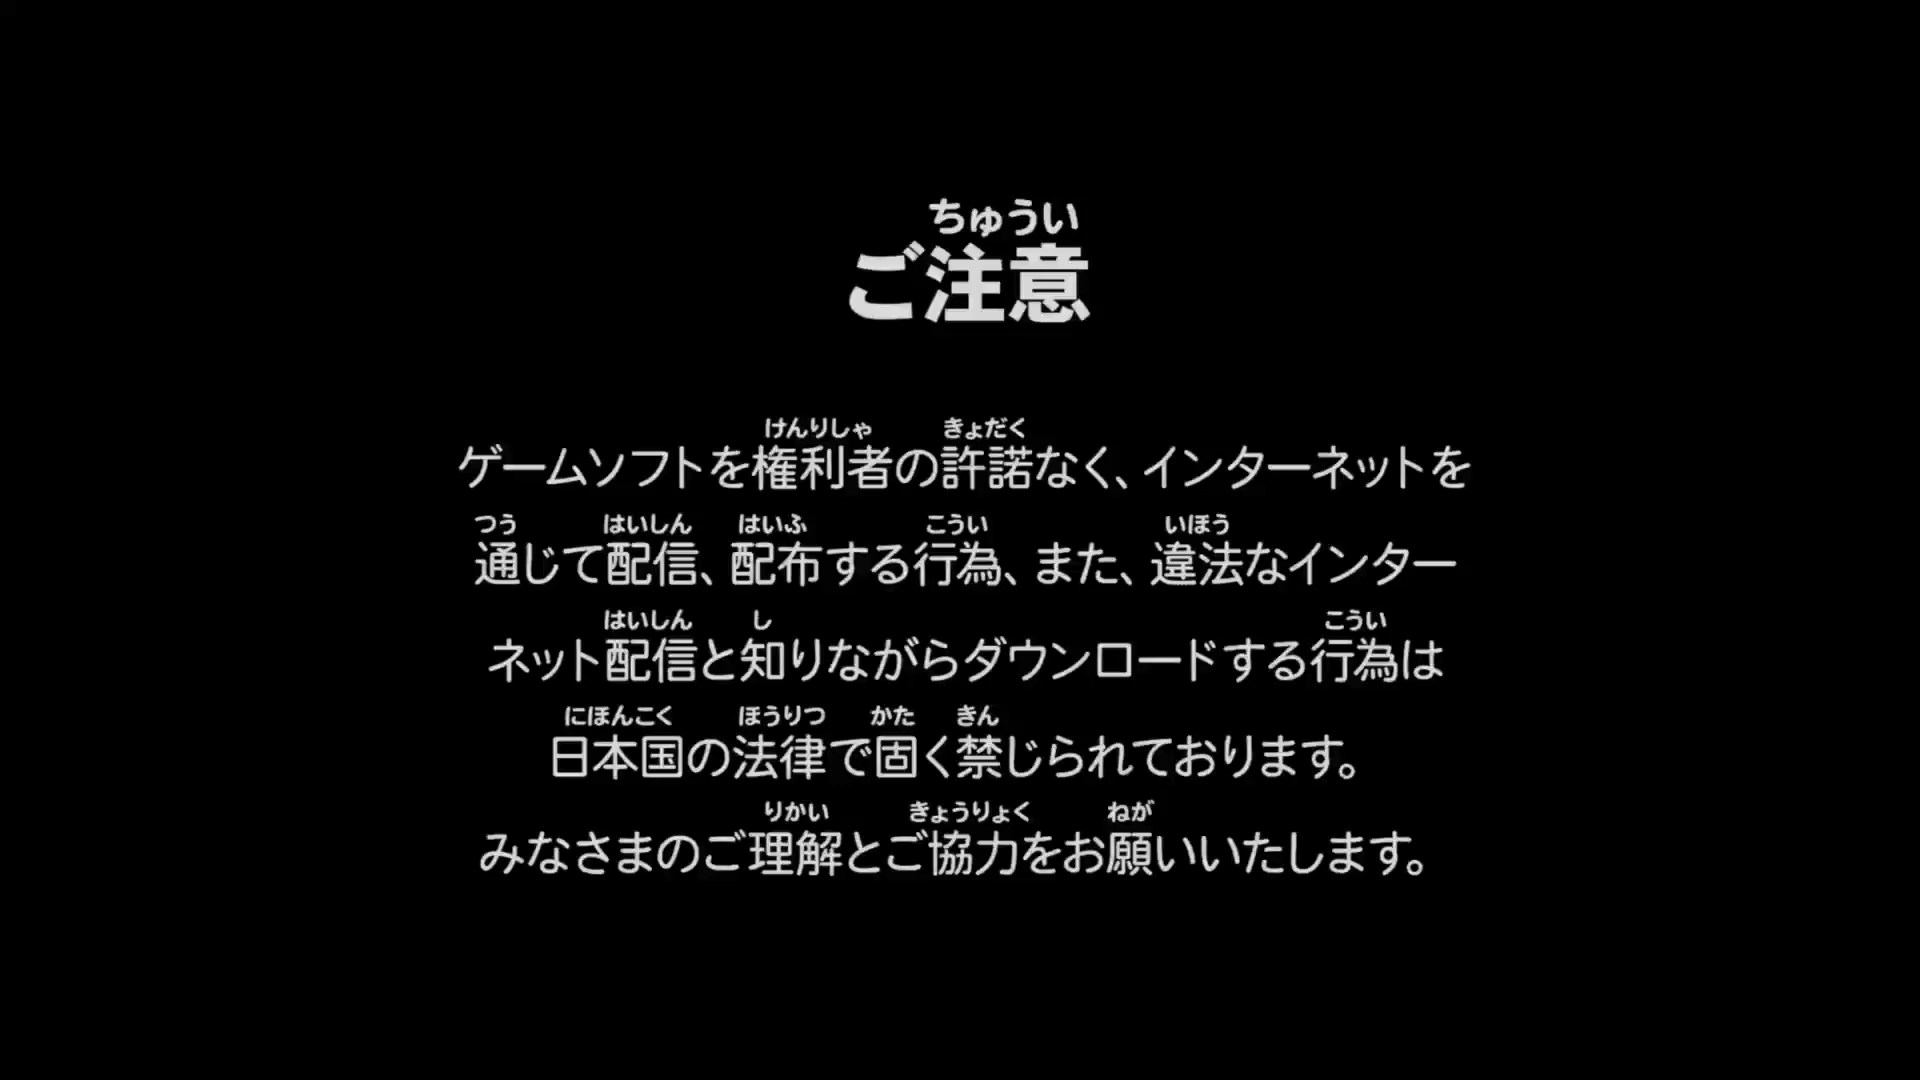 ちゅうい
ご注意
けんりしゃ きょだく
ゲームソフトを権利者の許諾なく、インターネットを
つう はいしん はいふ こうい いほう
通じて配信、配布する行為、また、違法なインター
はいしん し こうい
ネット配信と知りながらダウンロードする行為は
にほんこく ほうりつ かた きん
日本国の法律で固く禁じられております。
りかい きょうりょく ねが
みなさまのご理解とご協力をお願いいたします。